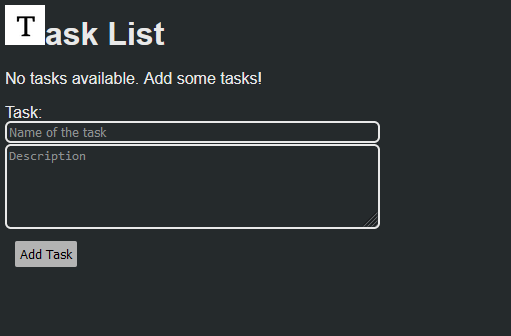 Task List
No tasks available. Add some tasks!
Task:
Name of the task
Description
Add Task